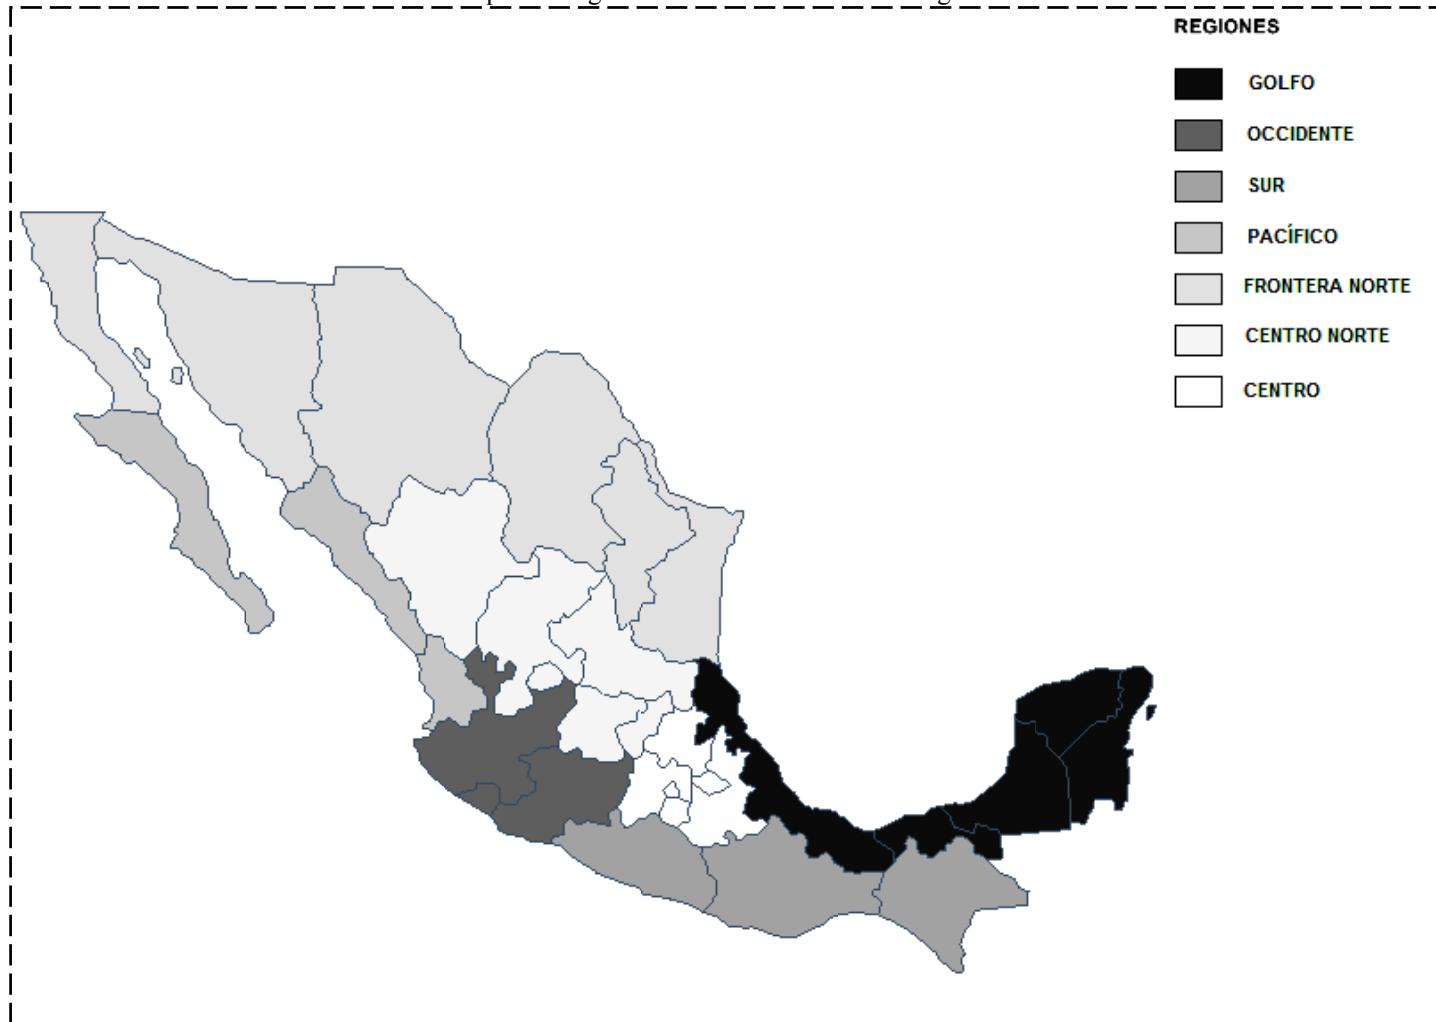 REGIONES
GOLFO
OCCIDENTE
SUR
PACÍFICO
FRONTERA NORTE
CENTRO NORTE
CENTRO